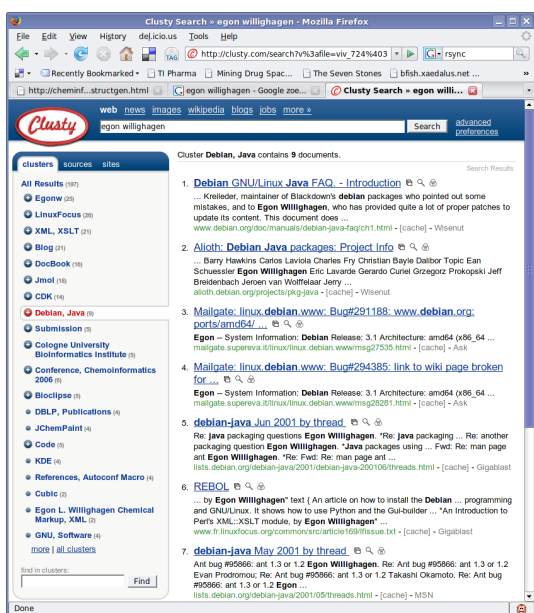 Clusty Search » egon willighagen - Mozilla Firefox
File Edit View History del.icio.us Tools Help
http://clusty.com/search?v%3afile=viv_724%403
rsync
Recently Bookmarked
TI Pharma
Mining Drug Spac...
The Seven Stones
bfish.xaedalus.net ...
http://cheminf...structgen.html
egon willighagen - Google zoe...
Clusty Search » egon willi...
Clusty
web news images wikipedia blogs jobs more »
egon willighagen
Search
advanced
preferences
clusters sources sites
Cluster Debian, Java contains 9 documents.
Search Results
All Results (197)
Egonw (25)
LinuxFocus (26)
XML, XSLT (21)
Blog (21)
DocBook (16)
Jmol (18)
CDK (14)
Debian, Java (9)
Submission (5)
Cologne University
Bioinformatics Institute (5)
Conference, Chemoinformatics
2006 (6)
Bioclipse (5)
DBLP, Publications (4)
JChemPaint (4)
Code (5)
KDE (4)
References, Autoconf Macro (4)
Cubic (2)
Egon L. Willighagen Chemical
Markup, XML (2)
GNU, Software (4)
more | all clusters
find in clusters:
Find
1. Debian GNU/Linux Java FAQ. - Introduction
... Kreileder, maintainer of Blackdown's debian packages who pointed out some
mistakes, and to Egon Willighagen, who has provided quite a lot of proper patches to
update its content. This document does ...
www.debian.org/doc/manuals/debian-java-faq/ch1.html - [cache] - Wisenut
2. Alioth: Debian Java packages: Project Info
... Barry Hawkins Carlos Laviola Charles Fry Christian Bayle Dalibor Topic Ean
Schuessler Egon Willighagen Eric Lavarde Gerardo Curiel Grzegorz Prokopski Jeff
Breidenbach Jeroen van Wolffelaar Jerry ...
alioth.debian.org/projects/pkg-java - [cache] - Wisenut
3. Mailgate: linux.debian.www: Bug#291188: www.debian.org:
ports/amd64/ ...
Egon -- System Information: Debian Release: 3.1 Architecture: amd64 (x86_64 ...
mailgate.supereva.it/linux/linux.debian.www/msg27535.html - [cache] - Ask
4. Mailgate: linux.debian.www: Bug#294385: link to wiki page broken
for ...
Egon -- System Information: Debian Release: 3.1 Architecture: amd64 (x86_64 ...
mailgate.supereva.it/linux/linux.debian.www/msg28281.html - [cache] - Ask
5. debian-java Jun 2001 by thread
Re: java packaging questions Egon Willighagen. *Re: java packaging ... Re: another
packaging question Egon Willighagen. *Java packages using ... Fwd: Re: man page
ant Egon Willighagen. *Re: Fwd: Re: man page ant ...
lists.debian.org/debian-java/2001/debian-java-200106/threads.html - [cache] - Gigablast
6. REBOL
... by Egon Willighagen" text { An article on how to install the Debian ... programming
and GNU/Linux. It shows how to use Python and the Gui-builder ... "An Introduction to
Perl's XML::XSLT module, by Egon Willighagen" ...
www.fr.linuxfocus.org/common/src/article169/lfissue.txt - [cache] - Gigablast
7. debian-java May 2001 by thread
Ant bug #95866: ant 1.3 or 1.2 Egon Willighagen. Re: Ant bug #95866: ant 1.3 or 1.2
Evan Prodromou; Re: Ant bug #95866: ant 1.3 or 1.2 Takashi Okamoto. Re: Ant bug
#95866: ant 1.3 or 1.2 Egon ...
lists.debian.org/debian-java/2001/05/threads.html - [cache] - MSN
Done